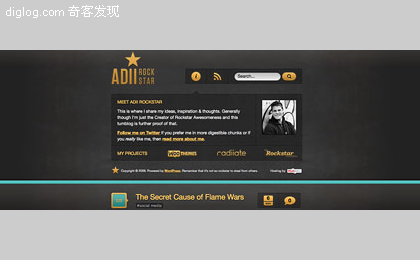 diglog.com 奇客发现
ADII ROCK STAR
Search...
MEET ADII ROCKSTAR
This is where I share my ideas, inspiration & thoughts. Generally
though I'm just the Creator of Rockstar Awesomeness and this
tumblog is further proof of that.
Follow me on Twitter if you prefer me in more digestible chunks or if
you really like me, then read more about me.
MY PROJECTS
WOOTHEMES
radiiate
Rockstar
Copyright © 2009. Powered by WordPress. Remember that it's not so rockstar to steal from others.
Hosting by
The Secret Cause of Flame Wars
#social media
6
0